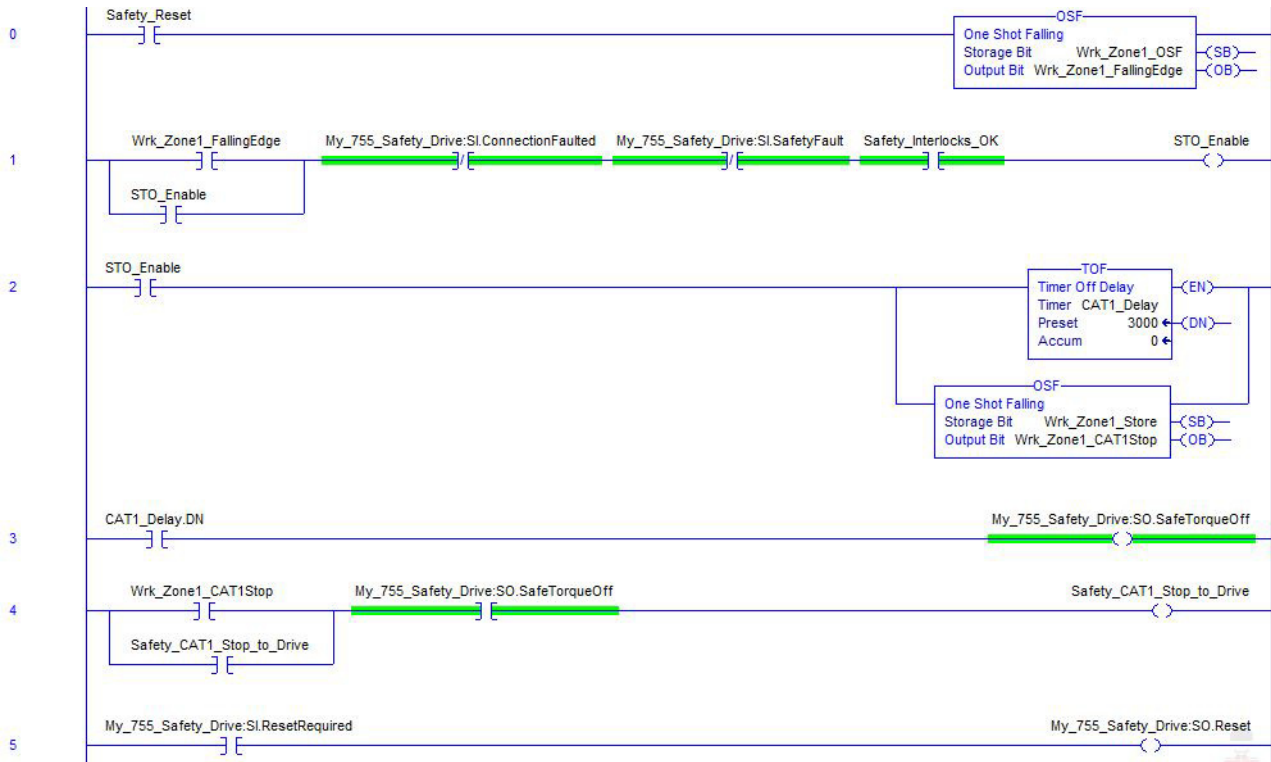 Safety_Reset
OSF
0
One Shot Falling
Storage Bit Wrk_Zone1_OSF (SB)
Output Bit Wrk_Zone1_FallingEdge (OB)
Wrk_Zone1_FallingEdge My_755_Safety_Drive:SI.ConnectionFaulted My_755_Safety_Drive:SI.SafetyFault Safety_Interlocks_OK STO_Enable
1
STO_Enable
STO_Enable
TOF
2
Timer Off Delay (EN)
Timer CAT1_Delay
Preset 3000 (DN)
Accum 0
OSF
One Shot Falling
Storage Bit Wrk_Zone1_Store (SB)
Output Bit Wrk_Zone1_CAT1Stop (OB)
CAT1_Delay.DN My_755_Safety_Drive:SO.SafeTorqueOff
3
Wrk_Zone1_CAT1Stop My_755_Safety_Drive:SO.SafeTorqueOff Safety_CAT1_Stop_to_Drive
4
Safety_CAT1_Stop_to_Drive
My_755_Safety_Drive:SI.ResetRequired My_755_Safety_Drive:SO.Reset
5